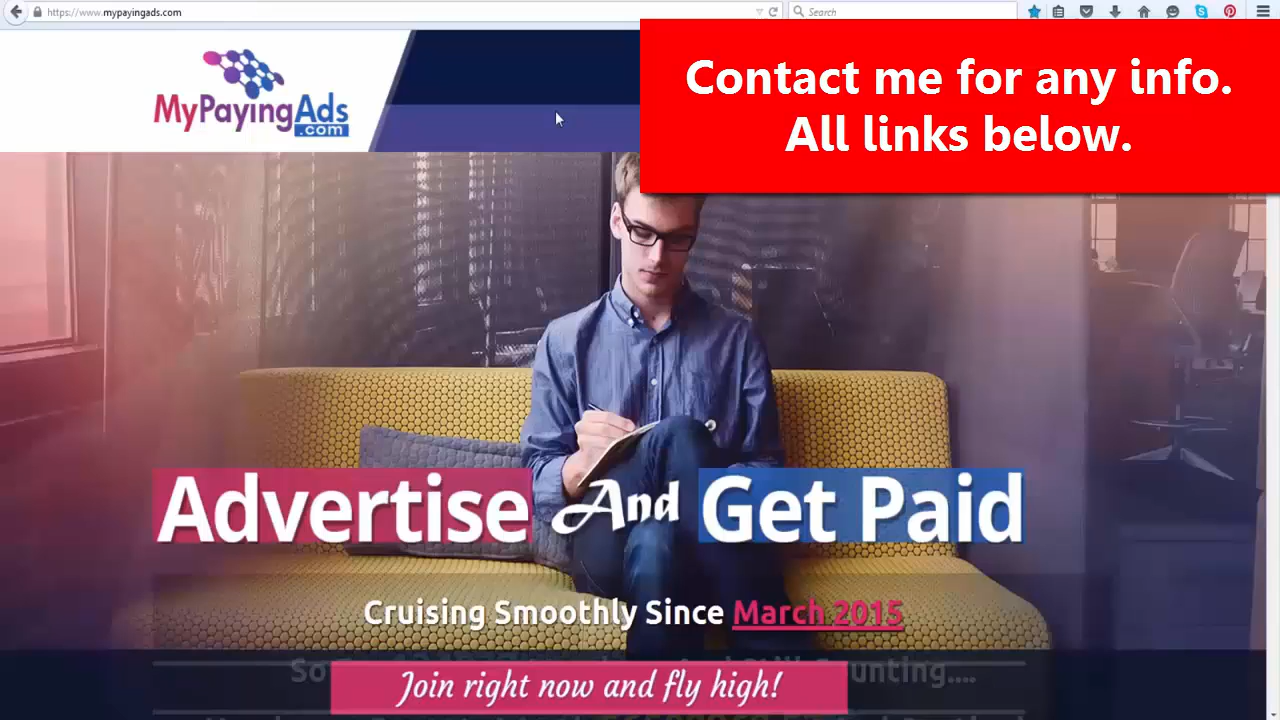 https://www.mypayingads.com
Search
Contact me for any info.
All links below.
MyPayingAds
.com
Advertise And Get Paid
Cruising Smoothly Since March 2015
Join right now and fly high!